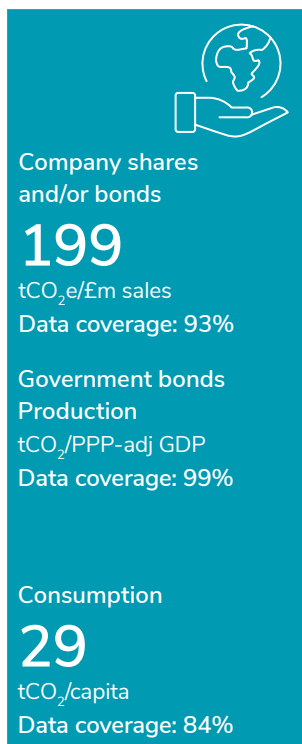 Company shares
and/or bonds
199
tCO₂e/£m sales
Data coverage: 93%
Government bonds
Production
tCO₂/PPP-adj GDP
Data coverage: 99%
Consumption
29
tCO₂/capita
Data coverage: 84%